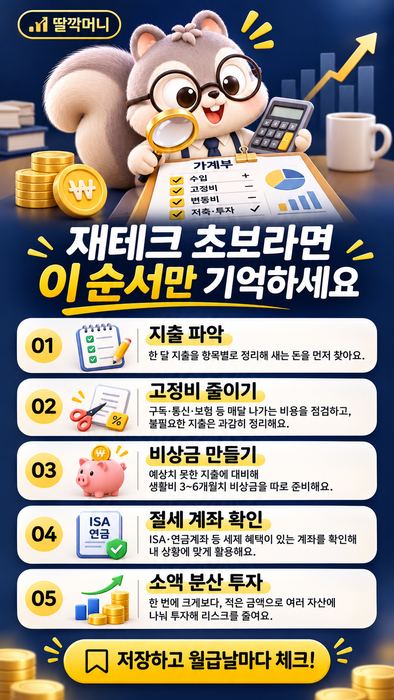 딸깍머니
가계부
수입 +
고정비 –
변동비 –
저축·투자 ✓
₩
재테크 초보라면
이 순서만 기억하세요
01
지출 파악
한 달 지출을 항목별로 정리해 새는 돈을 먼저 찾아요.
02
%
고정비 줄이기
구독·통신·보험 등 매달 나가는 비용을 점검하고,
불필요한 지출은 과감히 정리해요.
03
비상금 만들기
예상치 못한 지출에 대비해
생활비 3~6개월치 비상금을 따로 준비해요.
04
ISA
연금
절세 계좌 확인
ISA·연금계좌 등 세제 혜택이 있는 계좌를 확인해
내 상황에 맞게 활용해요.
05
소액 분산 투자
한 번에 크게보다, 적은 금액으로 여러 자산에
나눠 투자해 리스크를 줄여요.
저장하고 월급날마다 체크!